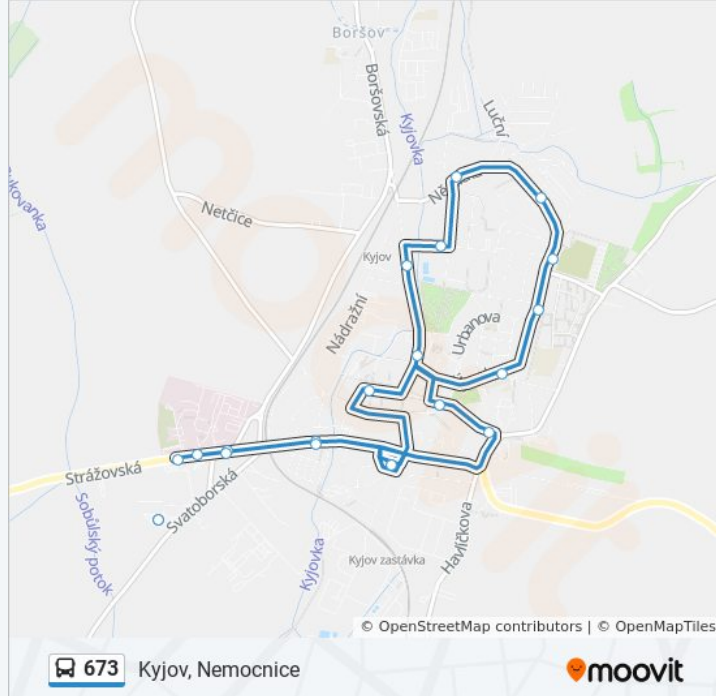 Boršov
Boršovská
Luční
Kyjovka
Bukovanka
Netčice
Kyjov
Nádražní
Urbanova
Strážovská
Svatoborská
Sobůlský potok
Kyjovka
Kyjov zastávka
Havlíčkova
© OpenStreetMap contributors | © OpenMapTiles
673 Kyjov, Nemocnice
moovit